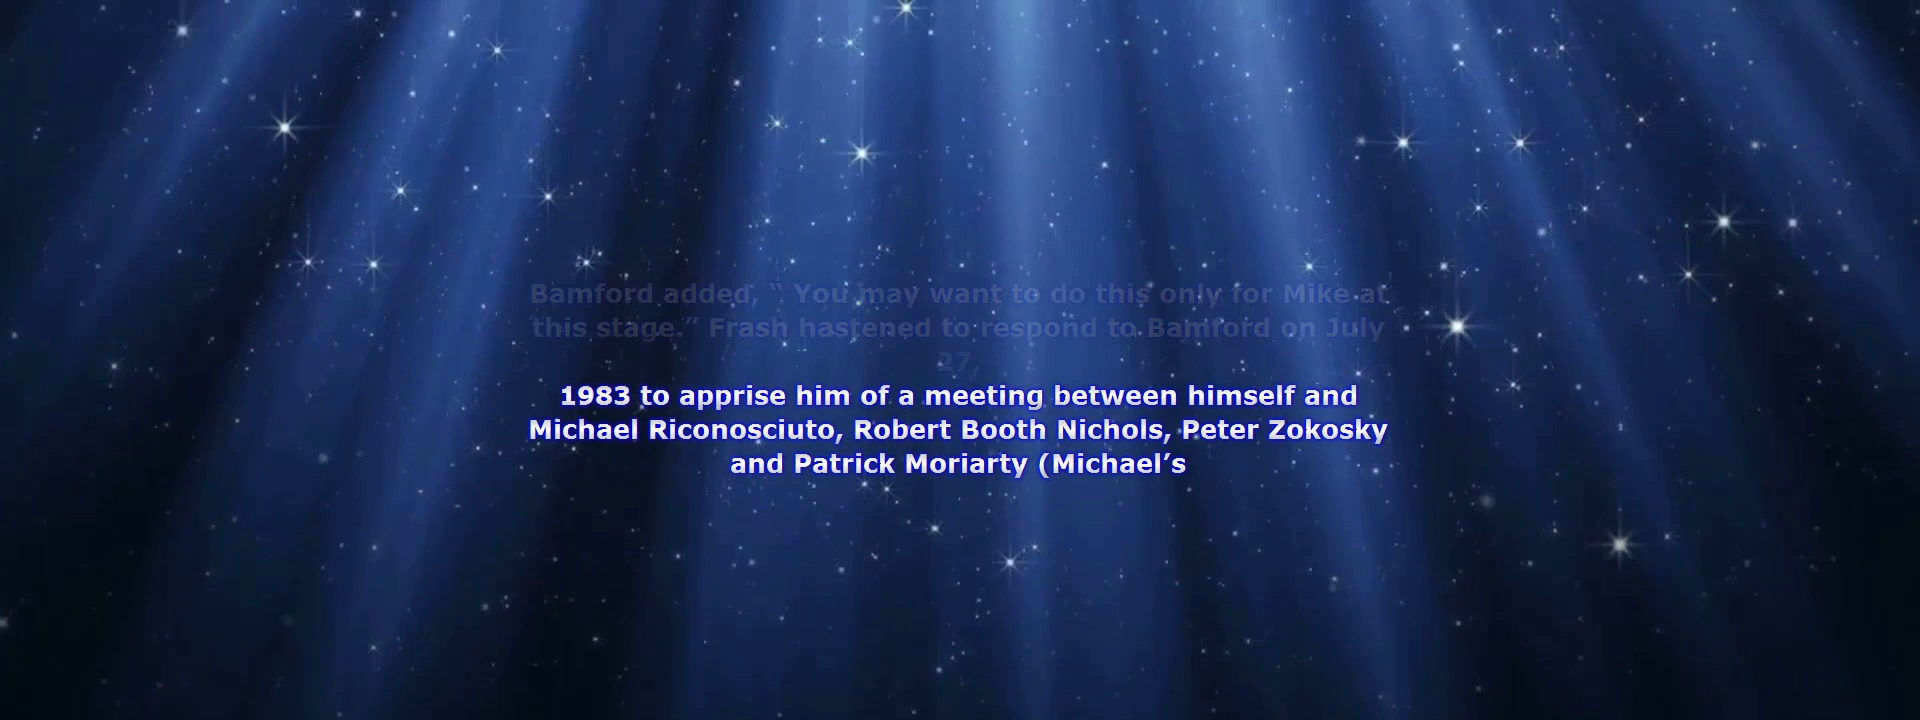 Bamford added, “ You may want to do this only for Mike at
this stage.” Frash hastened to respond to Bamford on July
27,
1983 to apprise him of a meeting between himself and
Michael Riconosciuto, Robert Booth Nichols, Peter Zokosky
and Patrick Moriarty (Michael’s